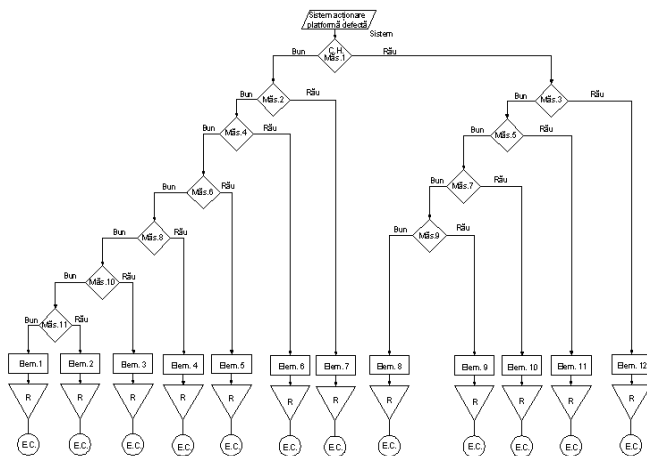 Sistem acționare
platformă defectă
Sistem
Bun
C.H.
Măs.1
Rău
Bun
Măs.2
Rău
Bun
Măs.3
Rău
Bun
Măs.4
Rău
Bun
Măs.5
Rău
Bun
Măs.6
Rău
Bun
Măs.7
Rău
Bun
Măs.8
Rău
Bun
Măs.9
Rău
Bun
Măs.10
Rău
Bun
Măs.11
Rău
Elem.1
Elem. 2
Elem. 3
Elem. 4
Elem. 5
Elem. 6
Elem. 7
Elem. 8
Elem. 9
Elem. 10
Elem. 11
Elem. 12
R
R
R
R
R
R
R
R
R
R
R
R
E.C.
E.C.
E.C.
E.C.
E.C.
E.C.
E.C.
E.C.
E.C.
E.C.
E.C.
E.C.